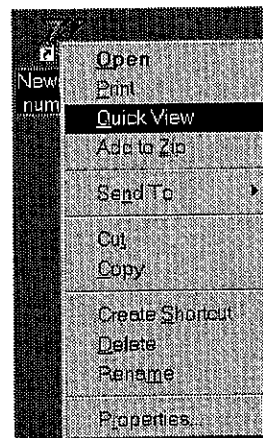 New
num
Open
Print
Quick View
Add to Zip
Send To
Cut
Copy
Create Shortcut
Delete
Rename
Properties...